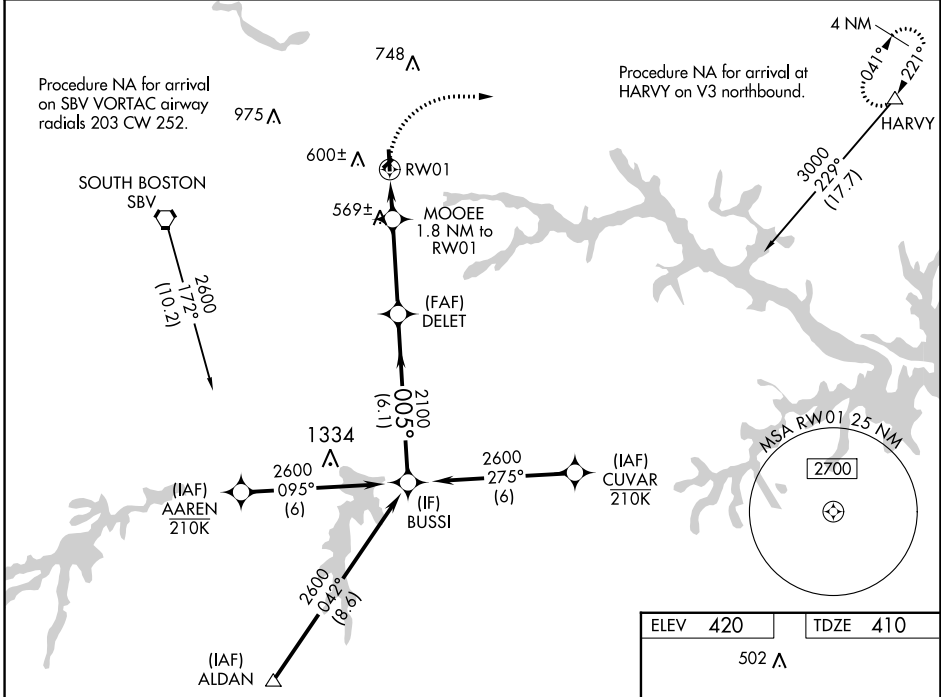 748
4 NM
041°
221°
HARVY
Procedure NA for arrival
on SBV VORTAC airway
radials 203 CW 252.
Procedure NA for arrival at
HARVY on V3 northbound.
975
3000
229°
(17.7)
600±
RW01
SOUTH BOSTON
SBV
569±
MOOEE
1.8 NM to
RW01
2600
172°
(10.2)
(FAF)
DELET
2100
005°
(6.1)
1334
MSA RW01 25 NM
2700
(IAF)
AAREN
210K
2600
095°
(6)
(IF)
BUSSI
2600
275°
(6)
(IAF)
CUVAR
210K
2600
042°
(8.6)
(IAF)
ALDAN
ELEV 420
TDZE 410
502